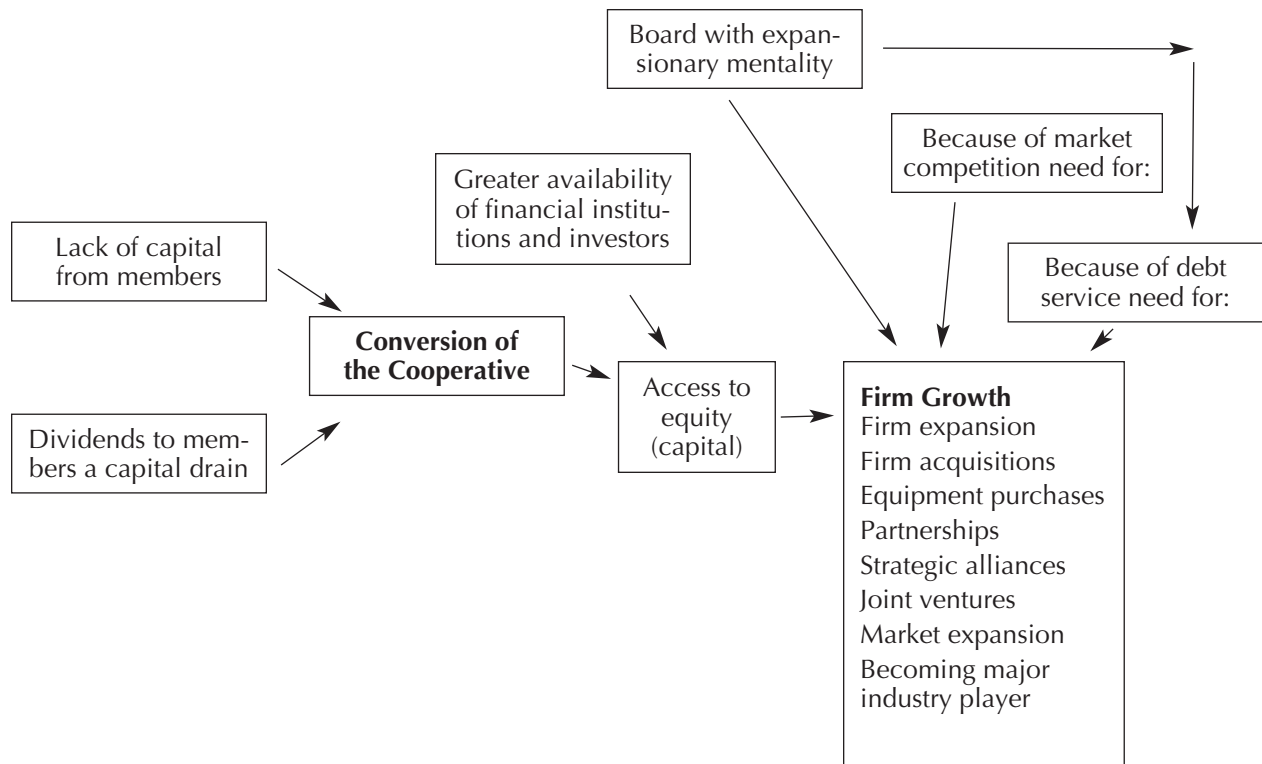 Board with expan-
sionary mentality
Because of market
competition need for:
Greater availability
of financial institu-
tions and investors
Lack of capital
from members
Because of debt
service need for:
Conversion of
the Cooperative
Access to
equity
(capital)
Dividends to mem-
bers a capital drain
Firm Growth
Firm expansion
Firm acquisitions
Equipment purchases
Partnerships
Strategic alliances
Joint ventures
Market expansion
Becoming major
industry player